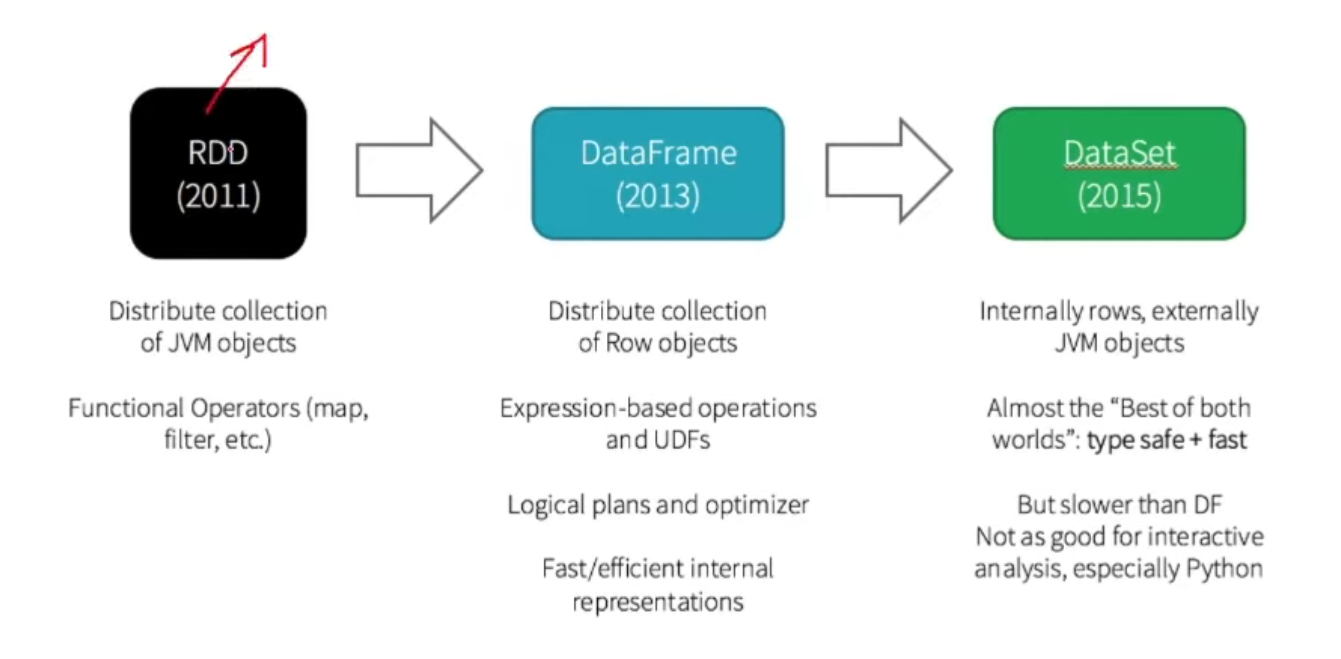 RDD
(2011)
DataFrame
(2013)
DataSet
(2015)
Distribute collection
of JVM objects
Functional Operators (map,
filter, etc.)
Distribute collection
of Row objects
Expression-based operations
and UDFs
Logical plans and optimizer
Fast/efficient internal
representations
Internally rows, externally
JVM objects
Almost the “Best of both
worlds”: type safe + fast
But slower than DF
Not as good for interactive
analysis, especially Python